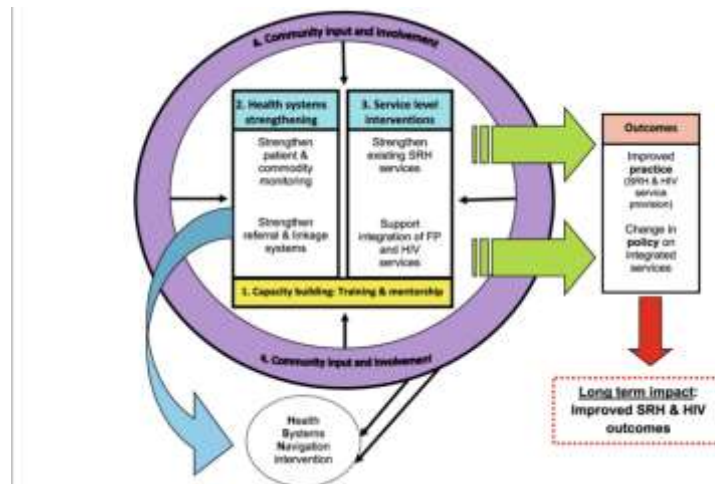 4. Community input and involvement
2. Health systems
strengthening
Strengthen
patient &
commodity
monitoring
Strengthen
referral & linkage
systems
3. Service level
interventions
Strengthen
existing SRH
services
Support
integration of FP
and HIV
services
1. Capacity building: Training & mentorship
4. Community input and involvement
Health
Systems
Navigation
intervention
Outcomes
Improved
practice
(SRH & HIV
service
provision)
Change in
policy on
integrated
services
Long term impact:
Improved SRH & HIV
outcomes